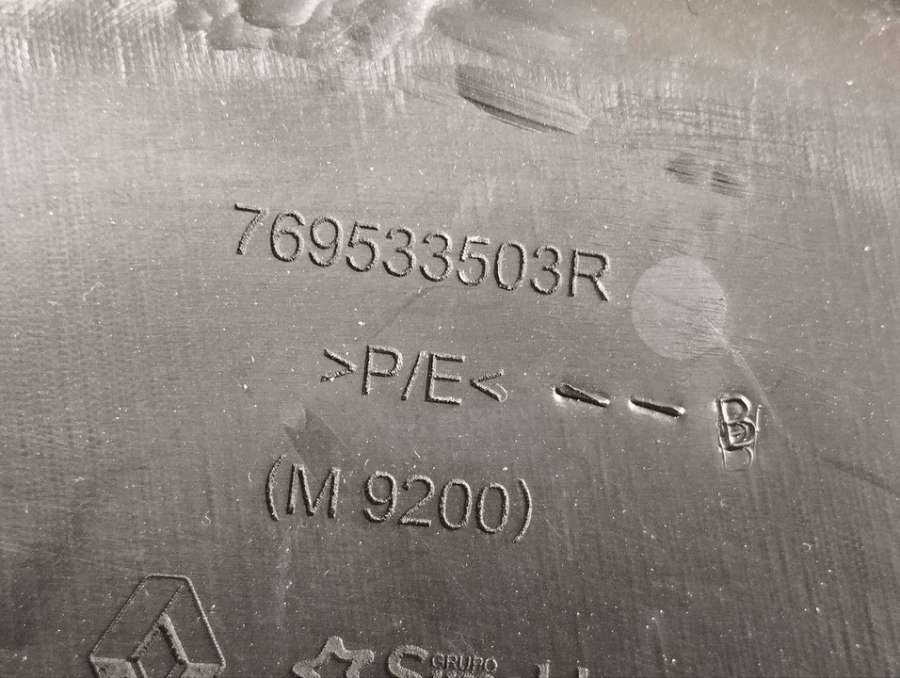 769533503R
>P/E< - - B
(M 9200)
GRUPO